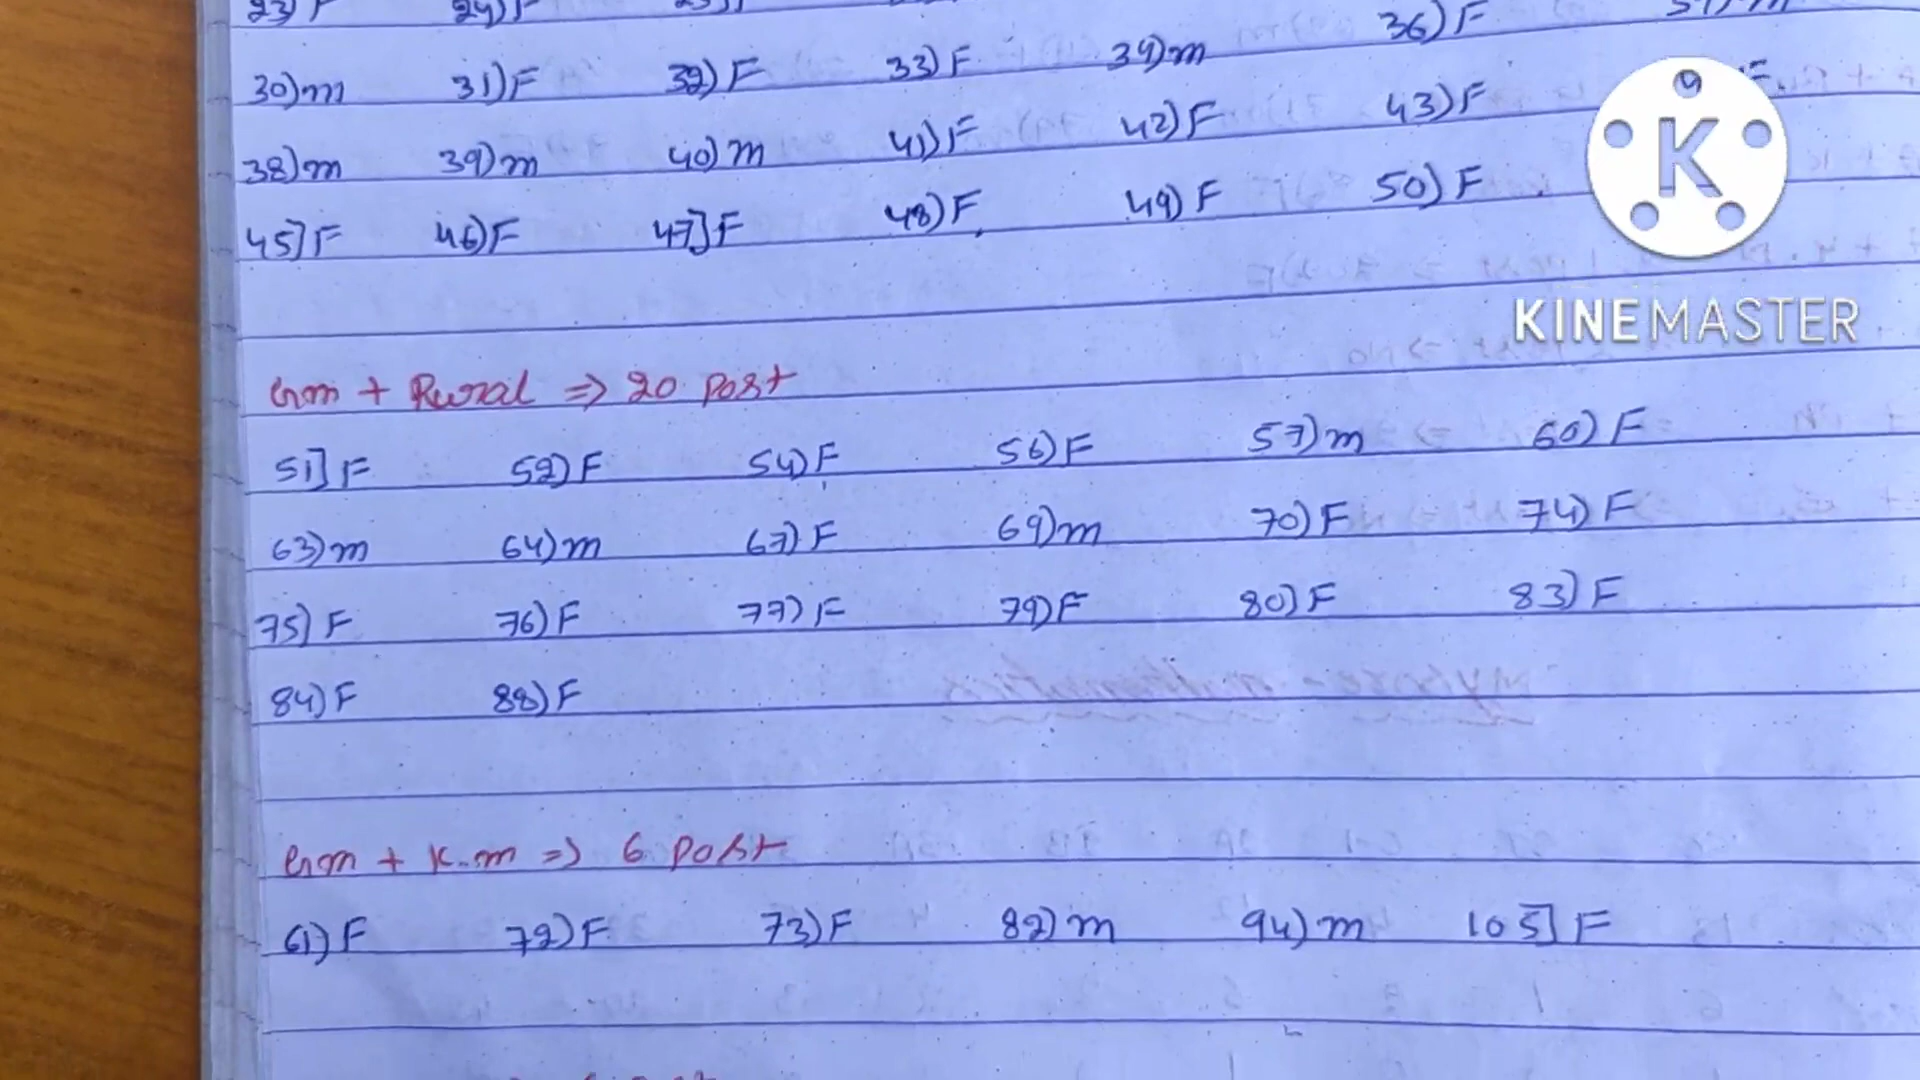 23) F 24) F
36) F
30) m 31) F 32) F 33) F 34) m
38) m 39) m 40) m 41) F 42) F 43) F
45] F 46) F 47] F 48) F 49) F 50) F
KINEMASTER
Gm + Rural => 20 post
51] F 52) F 54) F 56) F 57) m 60) F
63) m 64) m 67) F 69) m 70) F 74) F
75) F 76) F 77) F 79) F 80) F 83) F
84) F 88) F
Gm + K.m => 6 post
61) F 72) F 73) F 82) m 94) m 105] F